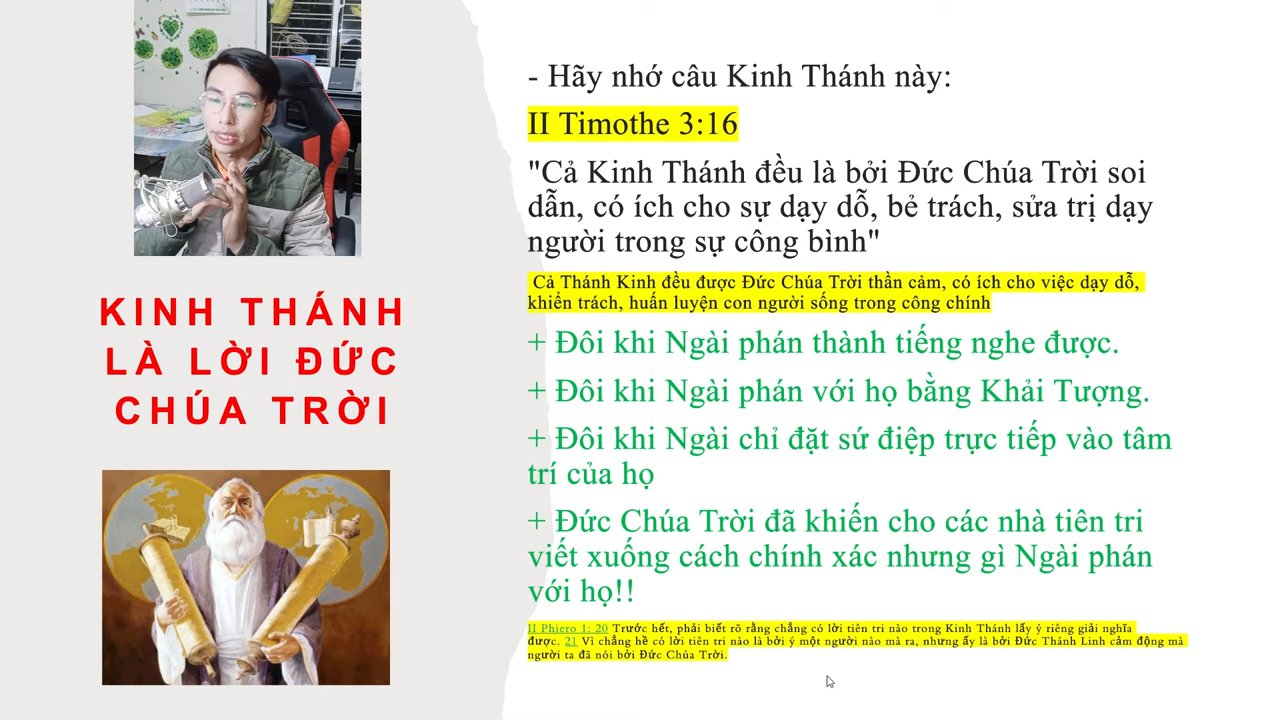 KINH THÁNH
LÀ LỜI ĐỨC
CHÚA TRỜI
- Hãy nhớ câu Kinh Thánh này:
II Timothe 3:16
"Cả Kinh Thánh đều là bởi Đức Chúa Trời soi
dẫn, có ích cho sự dạy dỗ, bẻ trách, sửa trị dạy
người trong sự công bình"
Cả Thánh Kinh đều được Đức Chúa Trời thần cảm, có ích cho việc dạy dỗ,
khiển trách, huấn luyện con người sống trong công chính
+ Đôi khi Ngài phán thành tiếng nghe được.
+ Đôi khi Ngài phán với họ bằng Khải Tượng.
+ Đôi khi Ngài chỉ đặt sứ điệp trực tiếp vào tâm
trí của họ
+ Đức Chúa Trời đã khiến cho các nhà tiên tri
viết xuống cách chính xác nhưng gì Ngài phán
với họ!!
II Phiero 1: 20 Trước hết, phải biết rõ rằng chẳng có lời tiên tri nào trong Kinh Thánh lấy ý riêng giải nghĩa
được. 21 Vì chẳng hề có lời tiên tri nào là bởi ý một người nào mà ra, nhưng ấy là bởi Đức Thánh Linh cảm động mà
người ta đã nói bởi Đức Chúa Trời.